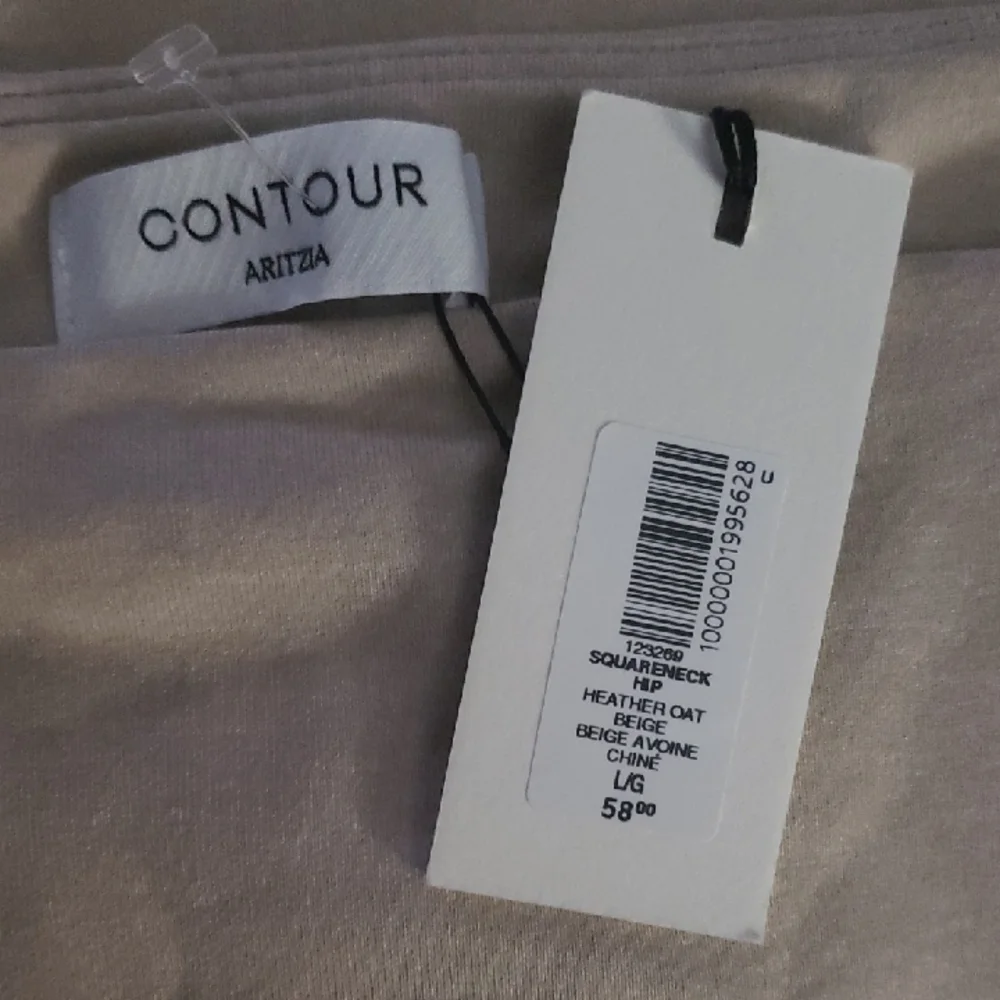 CONTOUR
ARITZIA
10000001995628
C
123269
SQUARENECK
HIP
HEATHER OAT
BEIGE
BEIGE AVOINE
CHINÉ
L/G
58⁰⁰